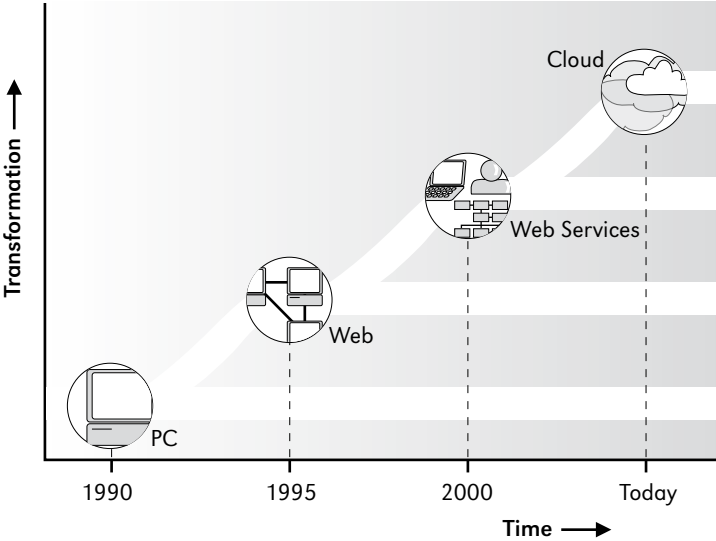 Cloud
Transformation
Web Services
Web
PC
1990 1995 2000 Today
Time